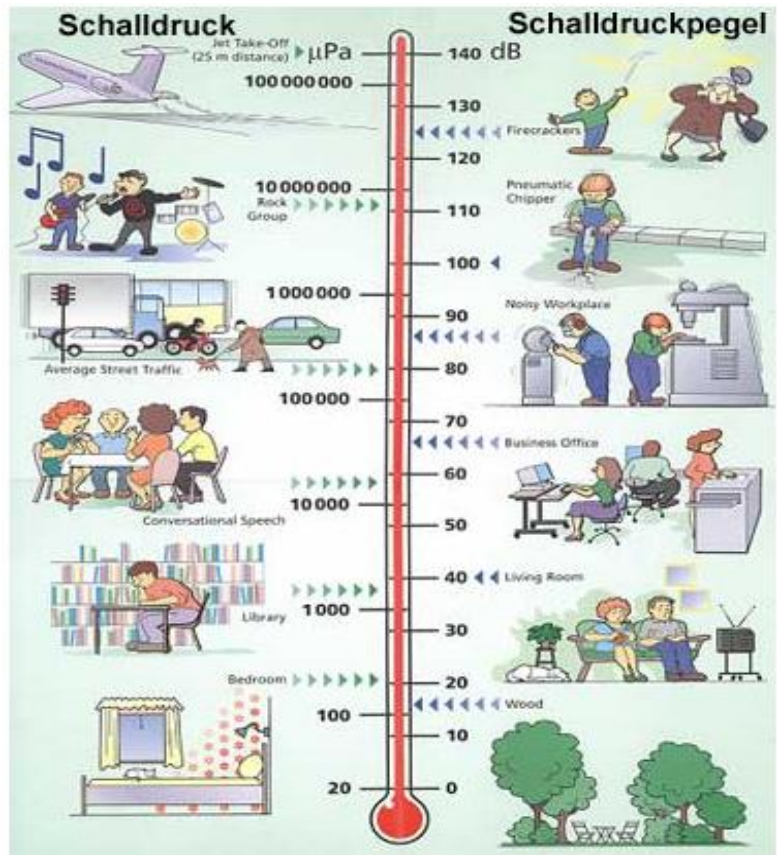 Schalldruck
Schalldruckpegel
Jet Take-Off
(25 m distance)
μPa
140 dB
100 000 000
130
Firecrackers
120
10 000 000
Pneumatic
Chipper
Rock
Group
110
100
1 000 000
Noisy Workplace
90
Average Street Traffic
80
100 000
70
Business Office
60
10 000
Conversational Speech
50
40
Living Room
1 000
Library
30
Bedroom
20
Wood
100
10
20
0